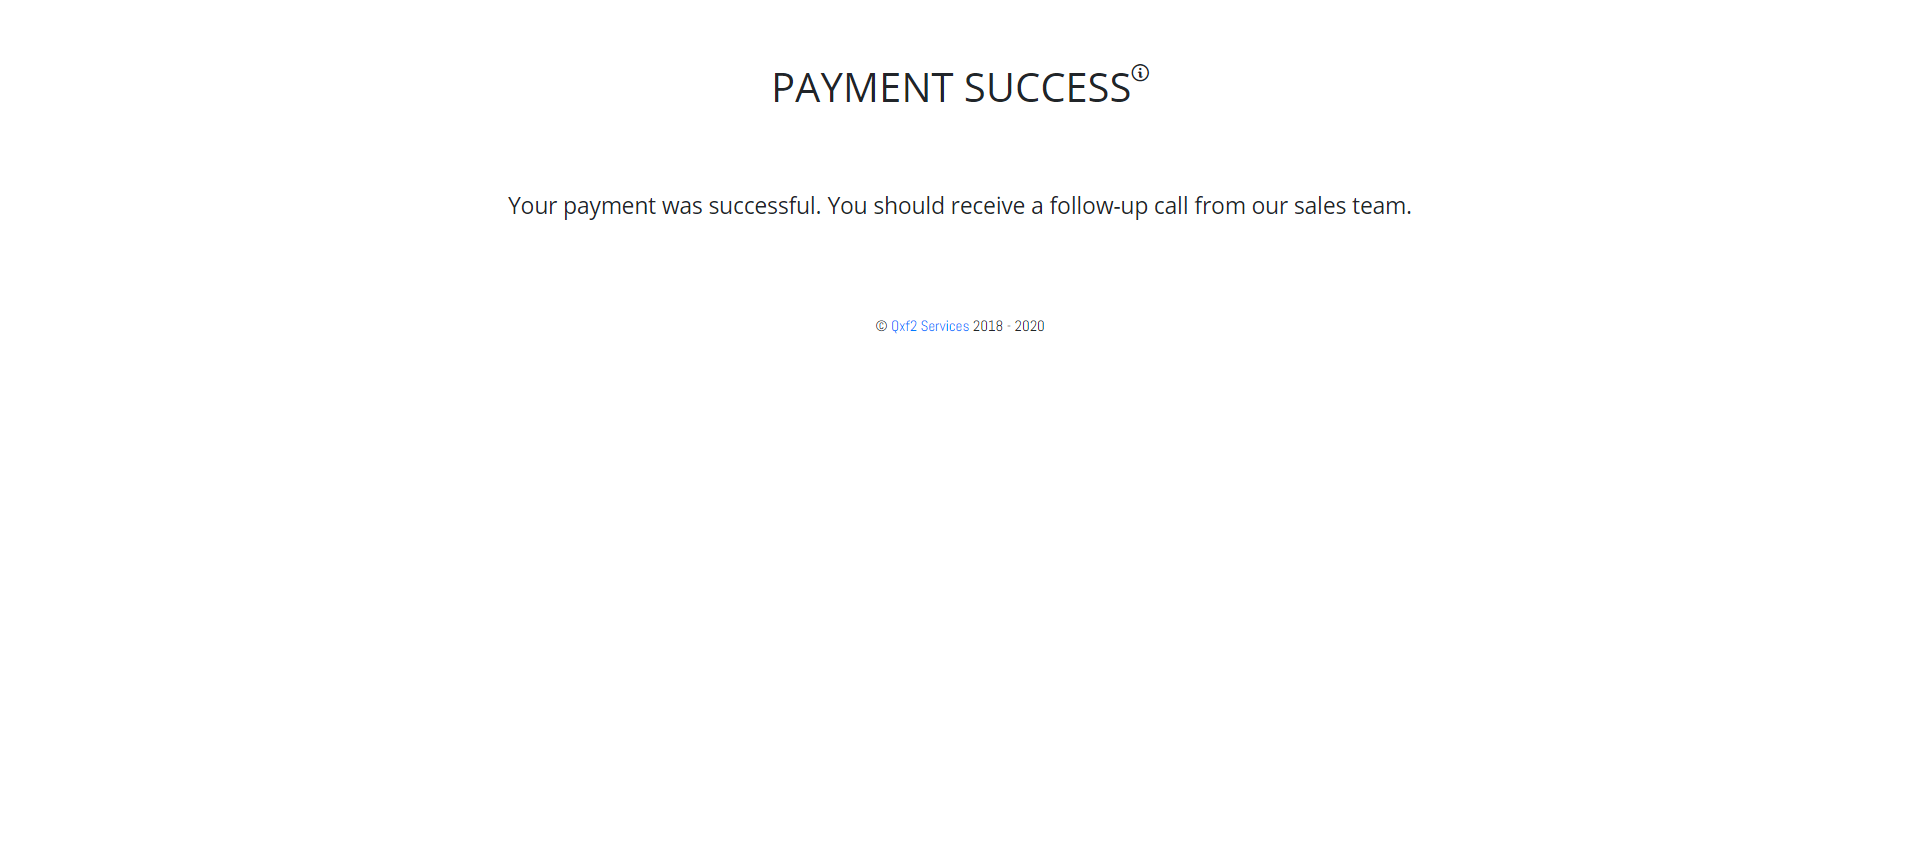 PAYMENT SUCCESS
Your payment was successful. You should receive a follow-up call from our sales team.
© Qxf2 Services 2018 - 2020